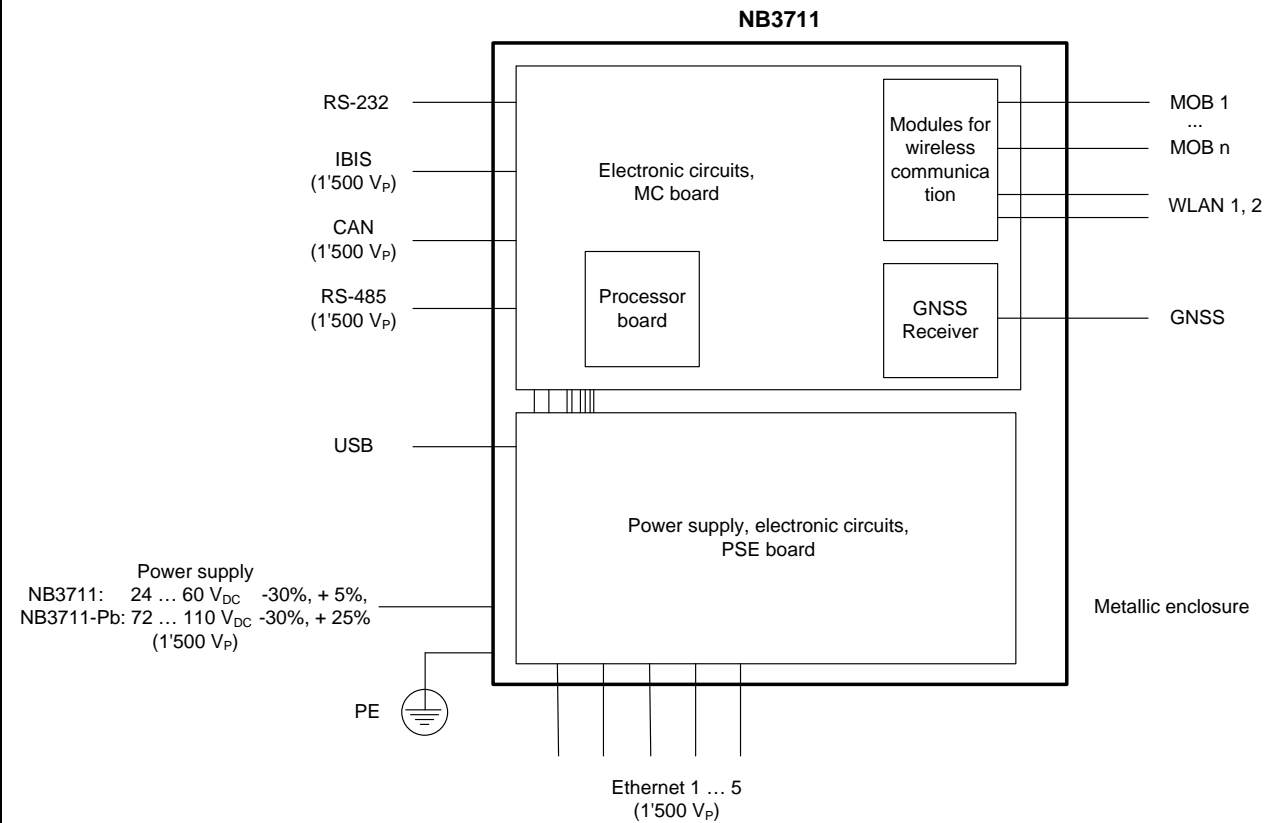 NB3711
RS-232
IBIS
(1'500 VP)
CAN
(1'500 VP)
RS-485
(1'500 VP)
Electronic circuits,
MC board
Processor
board
Modules for
wireless
communica
tion
GNSS
Receiver
MOB 1
...
MOB n
WLAN 1, 2
GNSS
USB
Power supply, electronic circuits,
PSE board
Power supply
NB3711: 24 … 60 VDC -30%, + 5%,
NB3711-Pb: 72 … 110 VDC -30%, + 25%
(1'500 VP)
Metallic enclosure
PE
Ethernet 1 … 5
(1'500 VP)